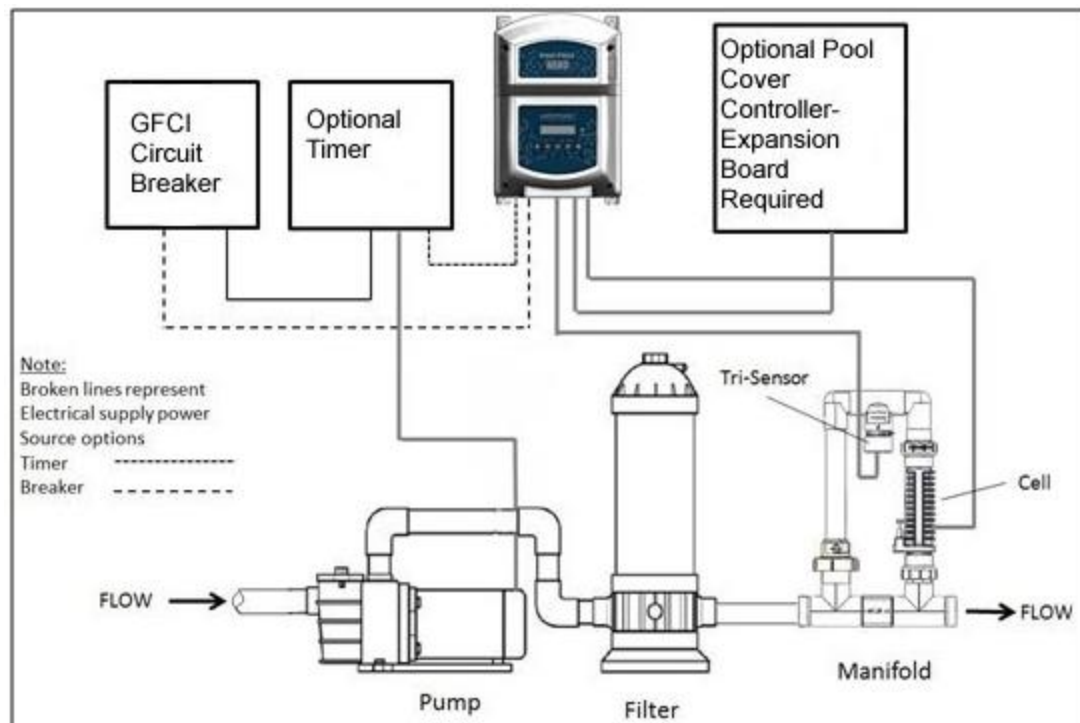 GFCI
Circuit
Breaker
Optional
Timer
Optional Pool
Cover
Controller-
Expansion
Board
Required
Note:
Broken lines represent
Electrical supply power
Source options
Timer
Breaker
Tri-Sensor
Cell
FLOW
FLOW
Pump
Filter
Manifold